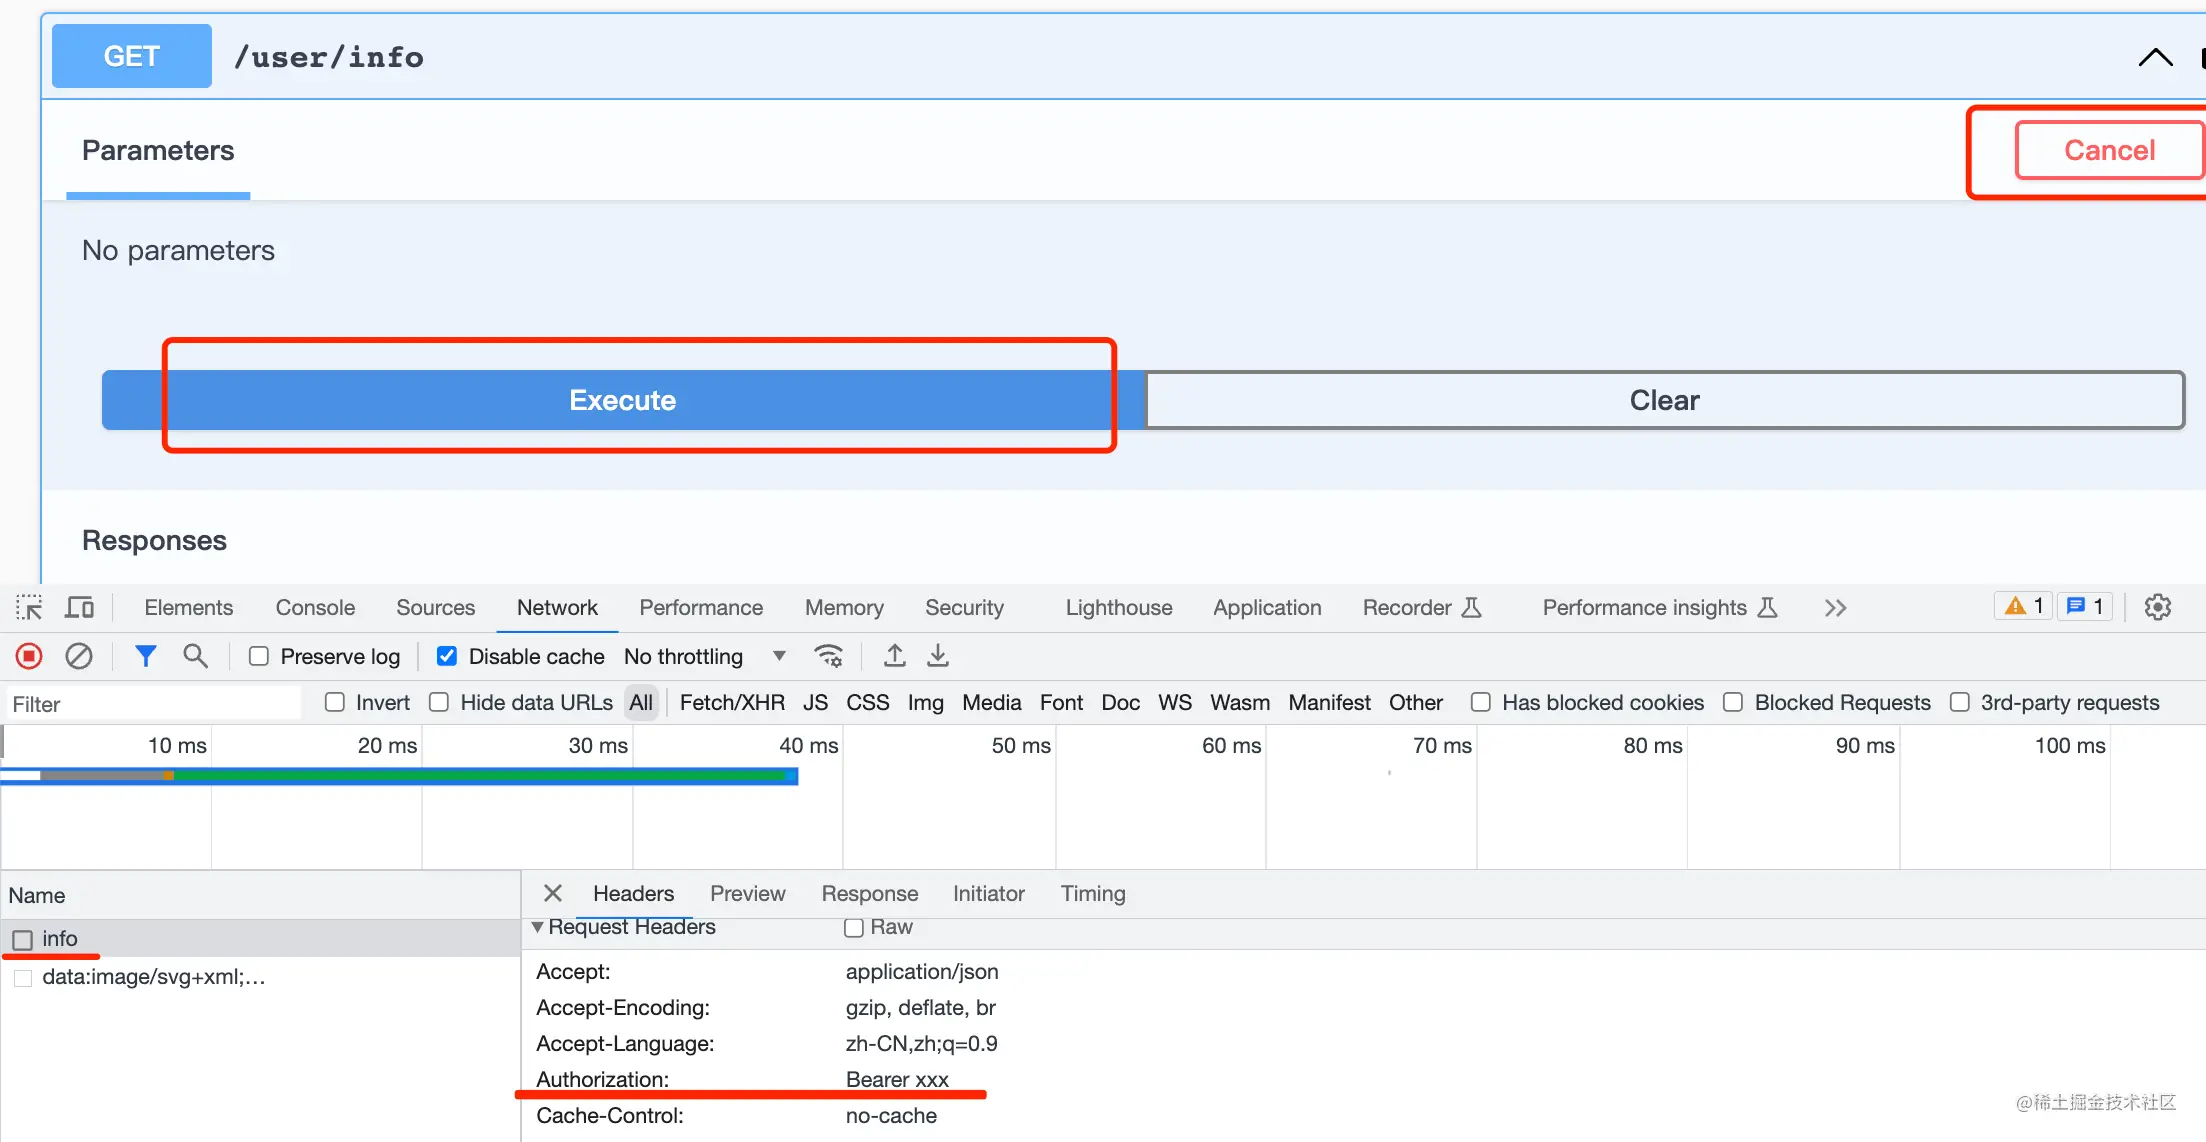 GET /user/info
Parameters
Cancel
No parameters
Execute
Clear
Responses
Elements Console Sources Network Performance Memory Security Lighthouse Application Recorder Performance insights 1 1
Preserve log Disable cache No throttling
Filter Invert Hide data URLs All Fetch/XHR JS CSS Img Media Font Doc WS Wasm Manifest Other Has blocked cookies Blocked Requests 3rd-party requests
10 ms 20 ms 30 ms 40 ms 50 ms 60 ms 70 ms 80 ms 90 ms 100 ms
Name
info
data:image/svg+xml;...
Headers Preview Response Initiator Timing
Request Headers Raw
Accept: application/json
Accept-Encoding: gzip, deflate, br
Accept-Language: zh-CN,zh;q=0.9
Authorization: Bearer xxx
Cache-Control: no-cache
@稀土掘金技术社区